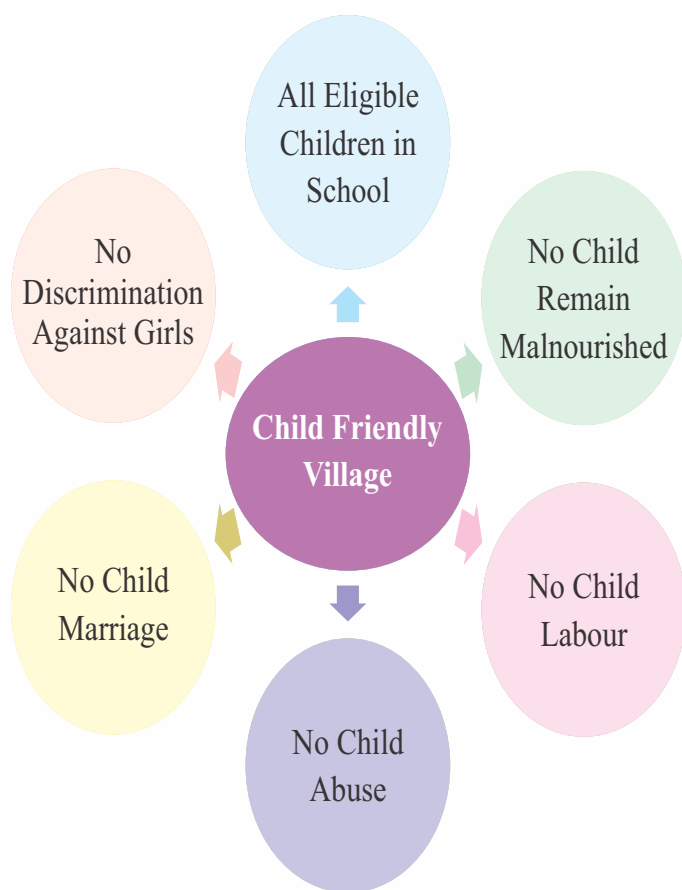 All Eligible
Children in
School
No
Discrimination
Against Girls
No Child
Remain
Malnourished
Child Friendly
Village
No Child
Marriage
No Child
Labour
No Child
Abuse